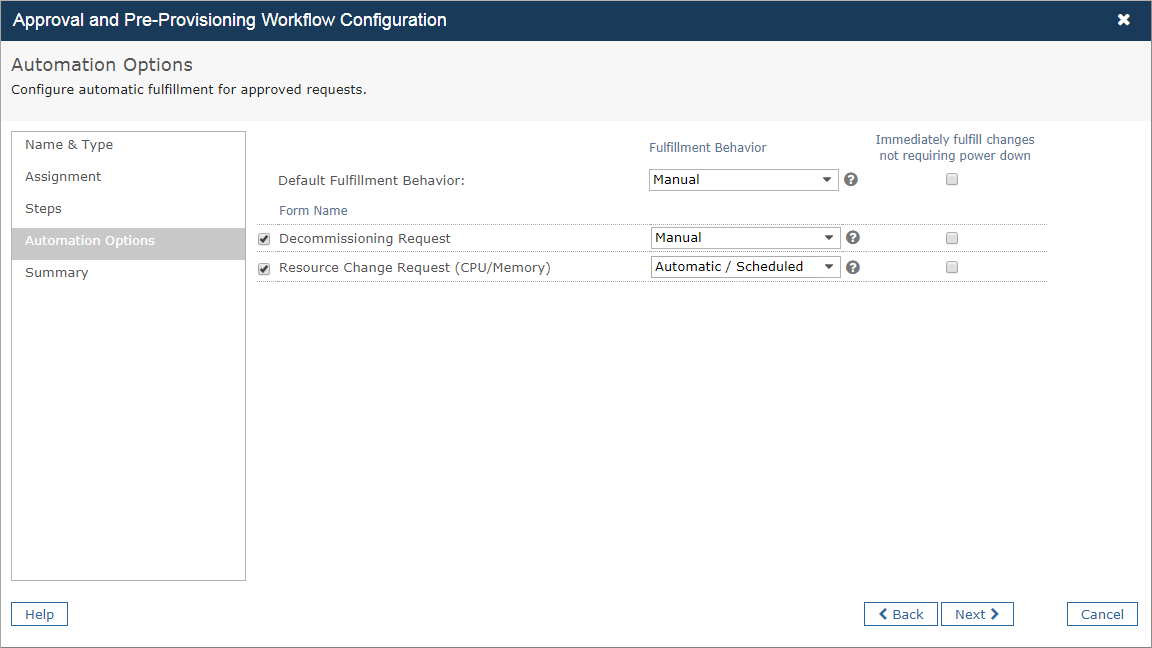 Approval and Pre-Provisioning Workflow Configuration
Automation Options
Configure automatic fulfillment for approved requests.
Name & Type
Assignment
Steps
Automation Options
Summary
Fulfillment Behavior
Immediately fulfill changes
not requiring power down
Default Fulfillment Behavior:
Manual
Form Name
Decommissioning Request
Manual
Resource Change Request (CPU/Memory)
Automatic / Scheduled
Help
Back
Next
Cancel